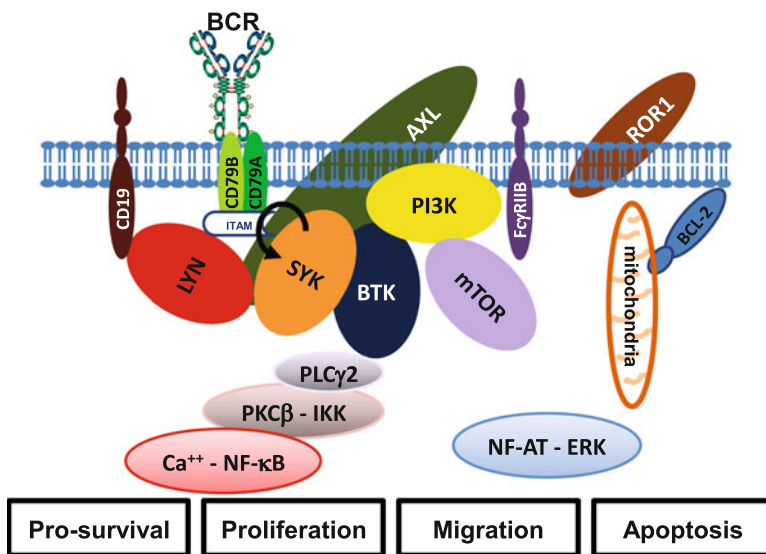 BCR
AXL
ROR1
CD19
CD79B
CD79A
FcγRIIB
PI3K
BCL-2
ITAM
LYN
SYK
BTK
mTOR
mitochondria
PLCγ2
PKCβ - IKK
Ca⁺⁺ - NF-κB
NF-AT - ERK
Pro-survival
Proliferation
Migration
Apoptosis